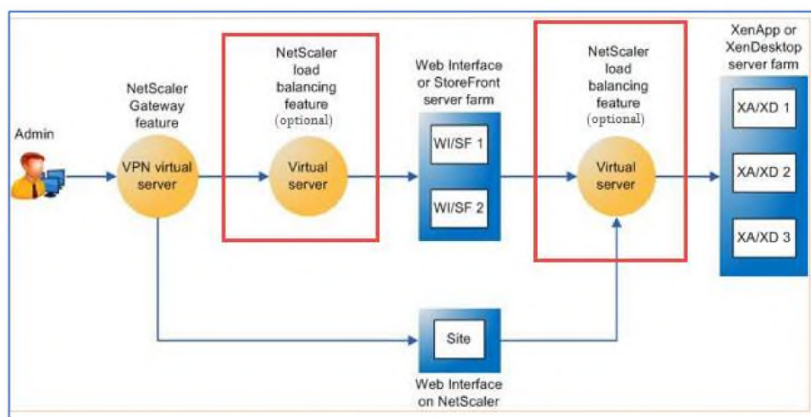 Admin
NetScaler
Gateway
feature
VPN virtual
server
NetScaler
load
balancing
feature
(optional)
Virtual
server
Web Interface
or StoreFront
server farm
WI/SF 1
WI/SF 2
NetScaler
load
balancing
feature
(optional)
Virtual
server
XenApp or
XenDesktop
server farm
XA/XD 1
XA/XD 2
XA/XD 3
Site
Web Interface
on NetScaler